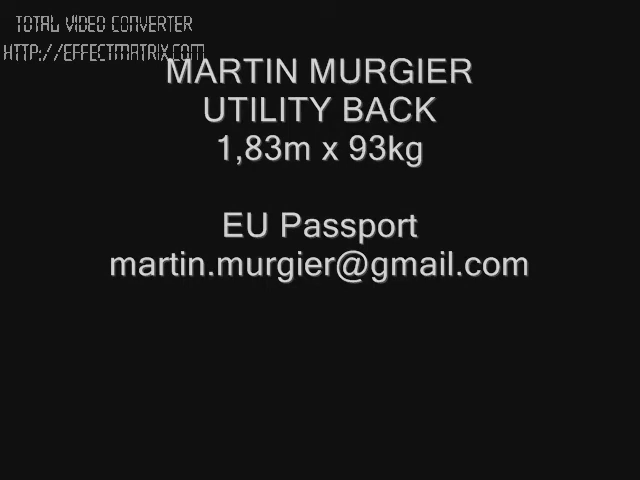 TOTAL VIDEO CONVERTER
HTTP://EFFECTMATRIX.COM
MARTIN MURGIER
UTILITY BACK
1,83m x 93kg
EU Passport
martin.murgier@gmail.com